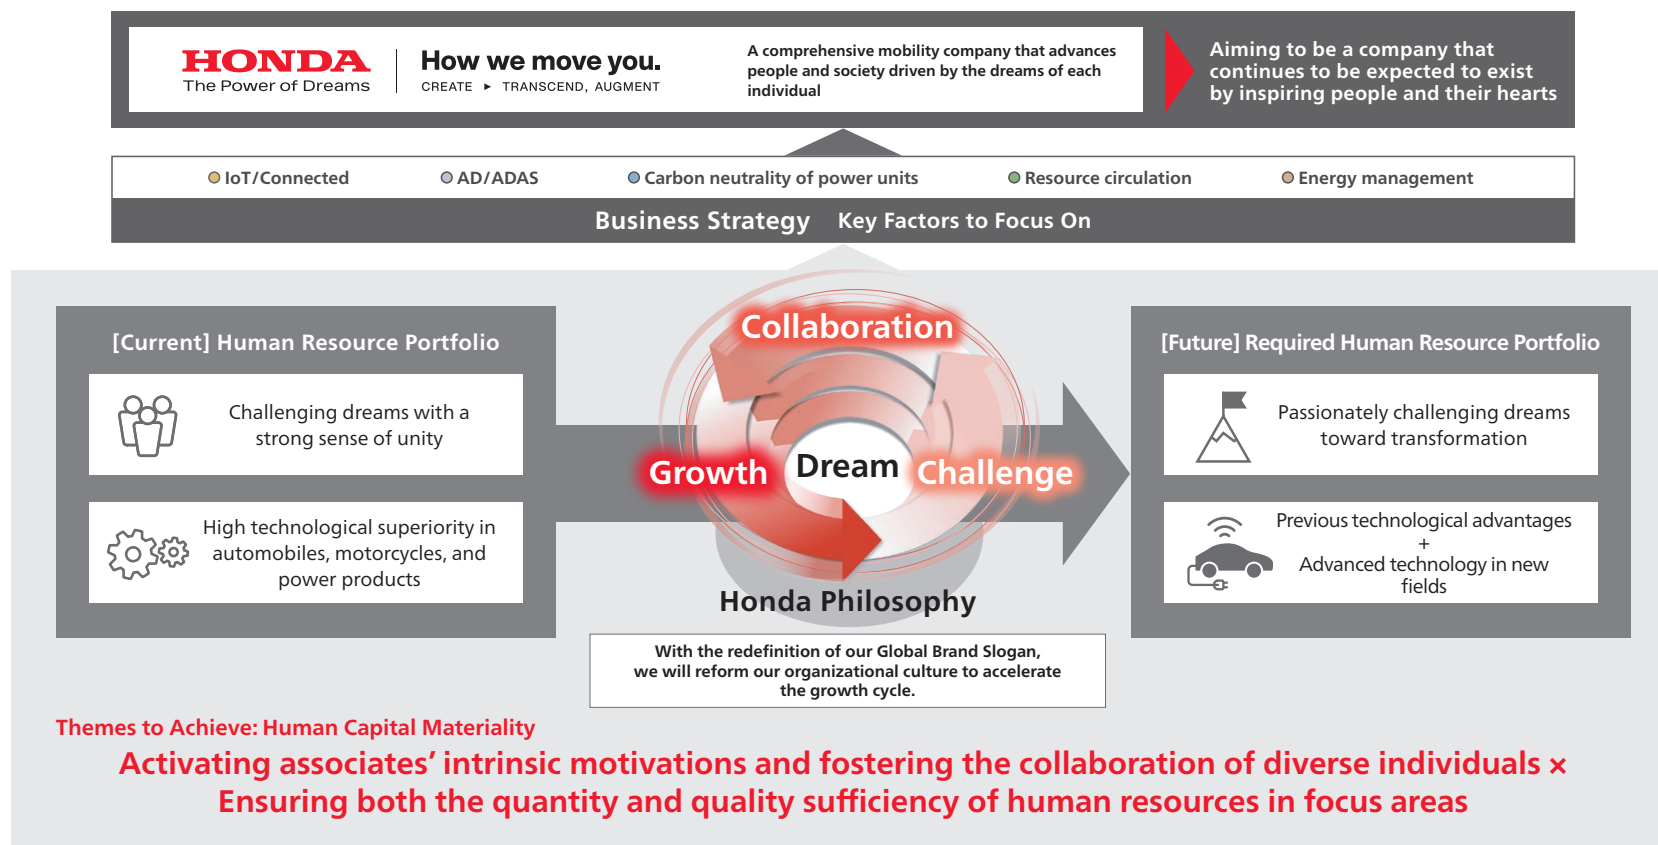 HONDA
The Power of Dreams
How we move you.
CREATE ► TRANSCEND, AUGMENT
A comprehensive mobility company that advances
people and society driven by the dreams of each
individual
Aiming to be a company that
continues to be expected to exist
by inspiring people and their hearts
IoT/Connected
AD/ADAS
Carbon neutrality of power units
Resource circulation
Energy management
Business Strategy Key Factors to Focus On
[Current] Human Resource Portfolio
Challenging dreams with a
strong sense of unity
High technological superiority in
automobiles, motorcycles, and
power products
Collaboration
Growth
Dream
Challenge
Honda Philosophy
With the redefinition of our Global Brand Slogan,
we will reform our organizational culture to accelerate
the growth cycle.
[Future] Required Human Resource Portfolio
Passionately challenging dreams
toward transformation
Previous technological advantages
+
Advanced technology in new
fields
Themes to Achieve: Human Capital Materiality
Activating associates’ intrinsic motivations and fostering the collaboration of diverse individuals ×
Ensuring both the quantity and quality sufficiency of human resources in focus areas